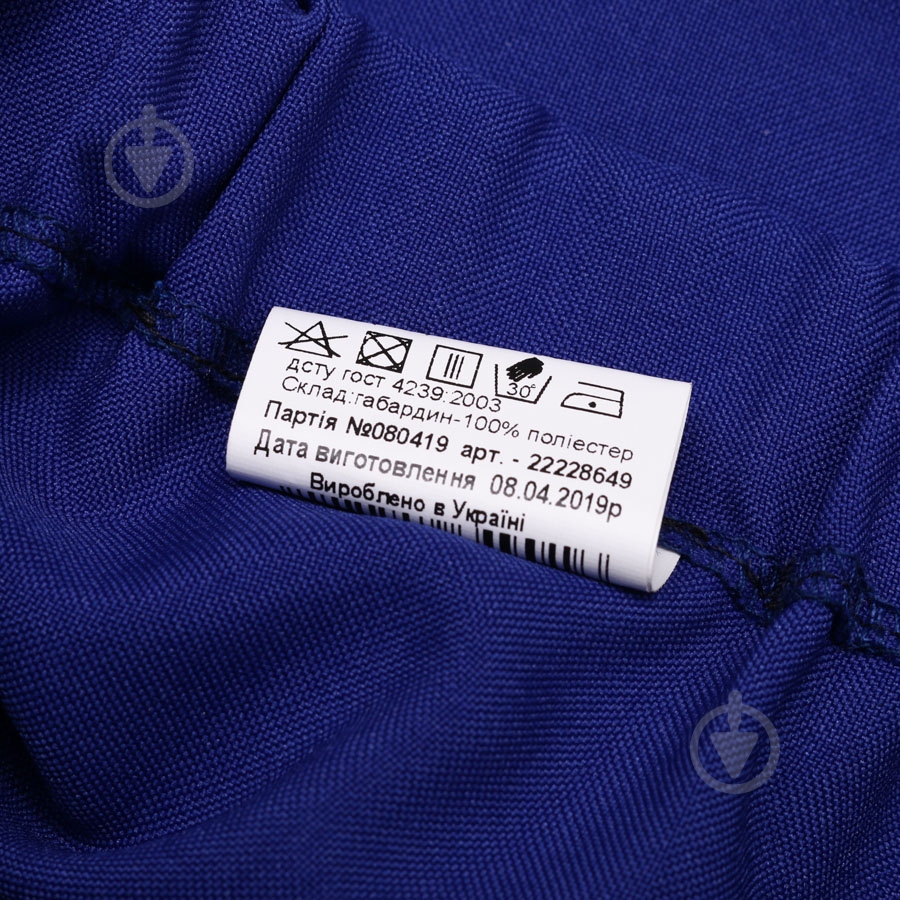 30°
дсту гост 4239:2003
Склад:габардин-100% поліестер
Партія №080419 арт. - 22228649
Дата виготовлення 08.04.2019р
Вироблено в Україні